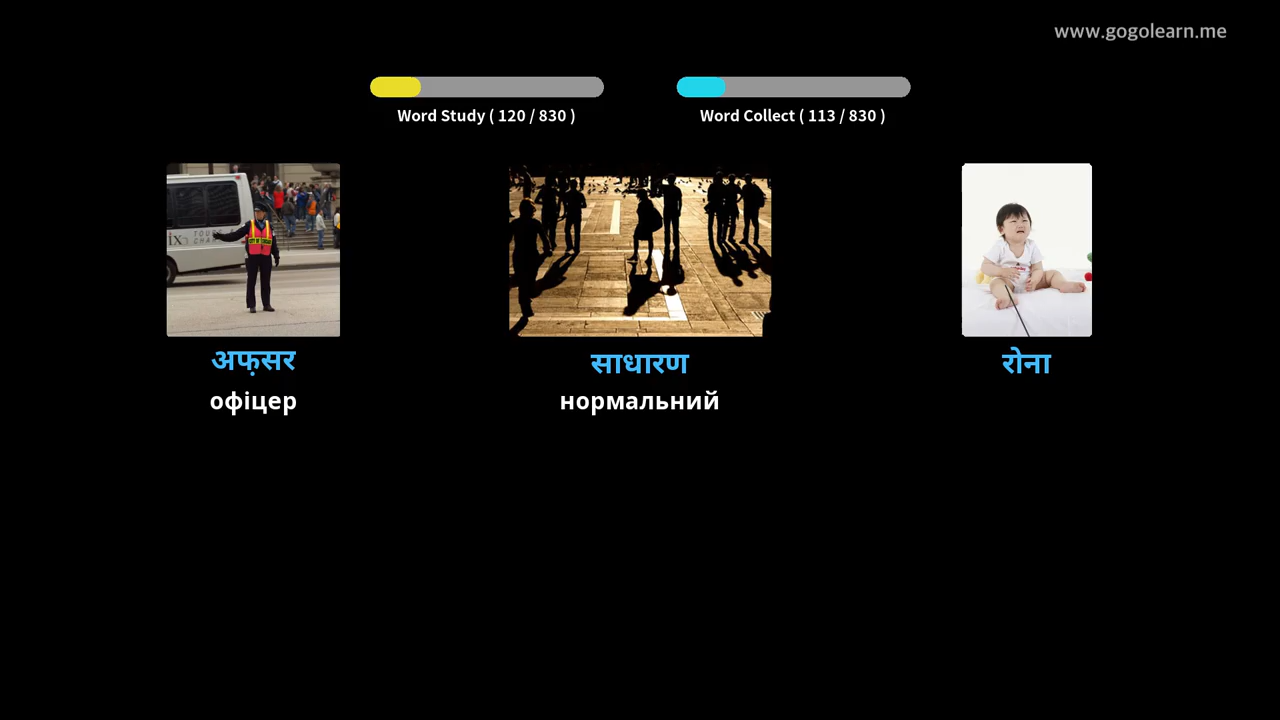 www.gogolearn.me
Word Study ( 120 / 830 )
Word Collect ( 113 / 830 )
अफ़सर
साधारण
रोना
офіцер
нормальний